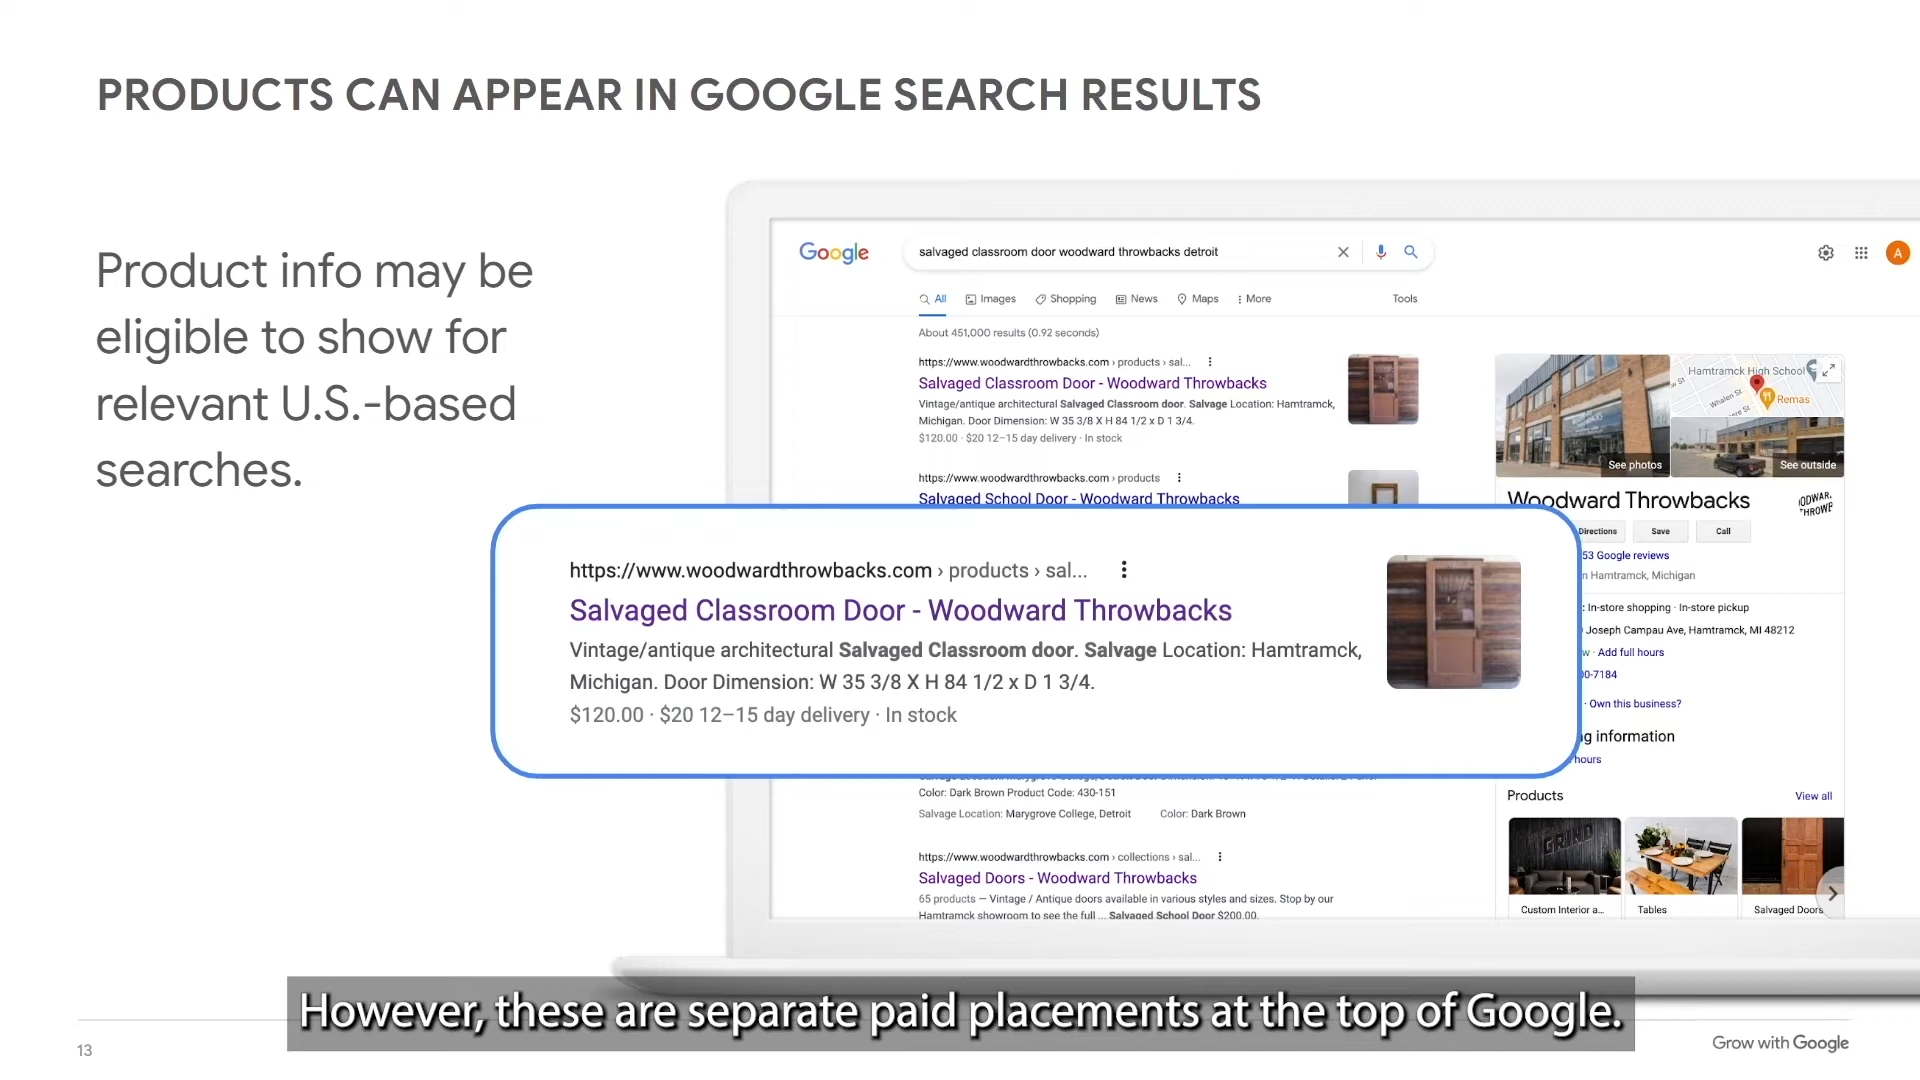 PRODUCTS CAN APPEAR IN GOOGLE SEARCH RESULTS
Product info may be
eligible to show for
relevant U.S.-based
searches.
Google
salvaged classroom door woodward throwbacks detroit
A
All
Images
Shopping
News
Maps
More
Tools
About 451,000 results (0.92 seconds)
https://www.woodwardthrowbacks.com › products › sal...
Salvaged Classroom Door - Woodward Throwbacks
Vintage/antique architectural Salvaged Classroom door. Salvage Location: Hamtramck,
Michigan. Door Dimension: W 35 3/8 X H 84 1/2 x D 1 3/4.
$120.00 · $20 12–15 day delivery · In stock
https://www.woodwardthrowbacks.com › products
Salvaged School Door - Woodward Throwbacks
https://www.woodwardthrowbacks.com › products › sal...
Salvaged Classroom Door - Woodward Throwbacks
Vintage/antique architectural Salvaged Classroom door. Salvage Location: Hamtramck,
Michigan. Door Dimension: W 35 3/8 X H 84 1/2 x D 1 3/4.
$120.00 · $20 12–15 day delivery · In stock
Color: Dark Brown Product Code: 430-151
Salvage Location: Marygrove College, Detroit Color: Dark Brown
https://www.woodwardthrowbacks.com › collections › sal...
Salvaged Doors - Woodward Throwbacks
65 products — Vintage / Antique doors available in various styles and sizes. Stop by our
Hamtramck showroom to see the full ... Salvaged School Door $200.00.
Hamtramck High School
Whalen St
Remas
See photos
See outside
Woodward Throwbacks
Directions
Save
Call
53 Google reviews
in Hamtramck, Michigan
In-store shopping · In-store pickup
Joseph Campau Ave, Hamtramck, MI 48212
· Add full hours
0-7184
· Own this business?
information
hours
Products
View all
GRIND
Custom Interior a...
Tables
Salvaged Doors
However, these are separate paid placements at the top of Google.
13
Grow with Google